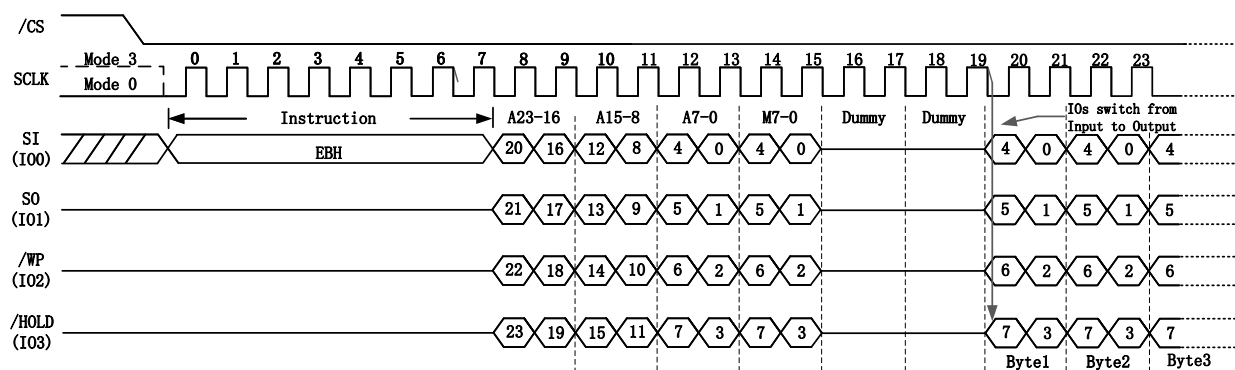 /CS
Mode 3 0 1 2 3 4 5 6 7 8 9 10 11 12 13 14 15 16 17 18 19 20 21 22 23
SCLK
Mode 0
Instruction A23-16 A15-8 A7-0 M7-0 Dummy Dummy IOs switch from
Input to Output
SI
(IO0) EBH 20 16 12 8 4 0 4 0 4 0 4 0 4
SO
(IO1) 21 17 13 9 5 1 5 1 5 1 5 1 5
/WP
(IO2) 22 18 14 10 6 2 6 2 6 2 6 2 6
/HOLD
(IO3) 23 19 15 11 7 3 7 3 7 3 7 3 7
Byte1 Byte2 Byte3